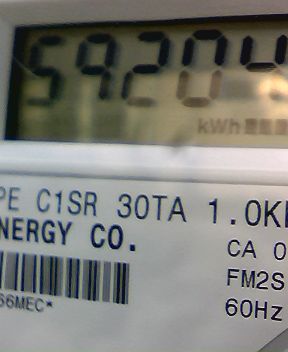 59204
kWh
PE C1SR 30TA 1.0K
NERGY CO.
CA 0
FM2S
66MEC*
60Hz